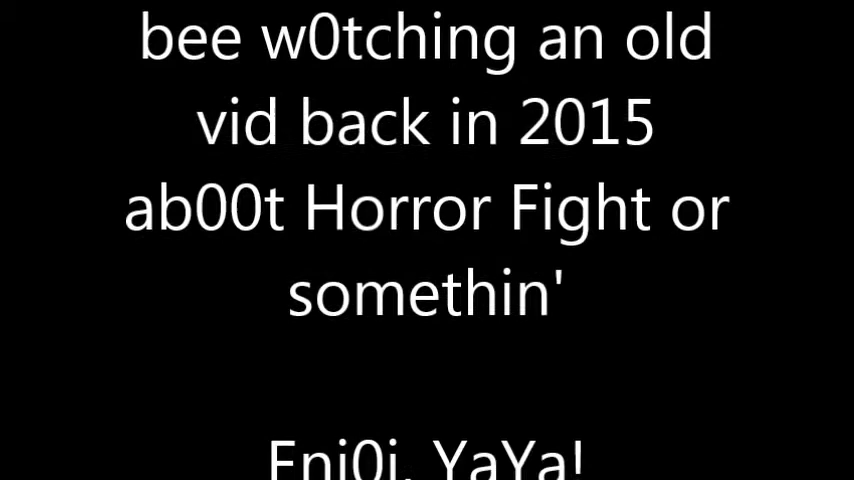 bee w0tching an old
vid back in 2015
ab00t Horror Fight or
somethin'
Enj0i, YaYa!